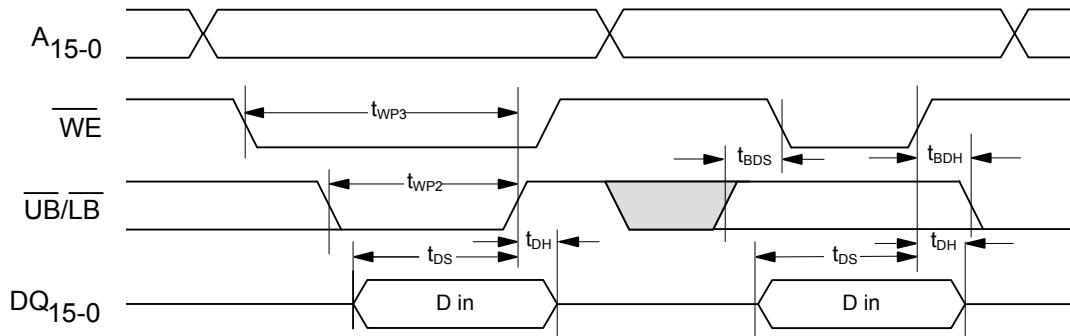 A15-0
WE
tWP3
tBDS
tBDH
UB/LB
tWP2
tDS
tDH
tDS
tDH
DQ15-0
D in
D in